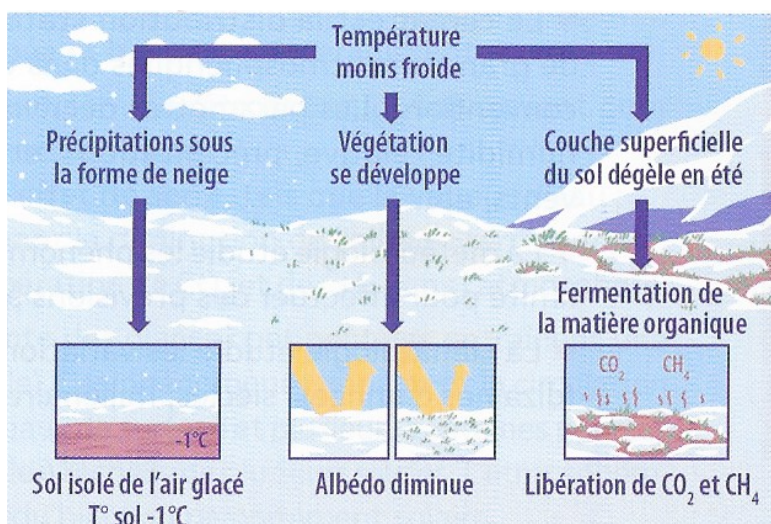 Température
moins froide
Précipitations sous
la forme de neige
Végétation
se développe
Couche superficielle
du sol dégèle en été
Fermentation de
la matière organique
CO₂ CH₄
-1°C
Sol isolé de l'air glacé
T° sol -1°C
Albédo diminue
Libération de CO₂ et CH₄